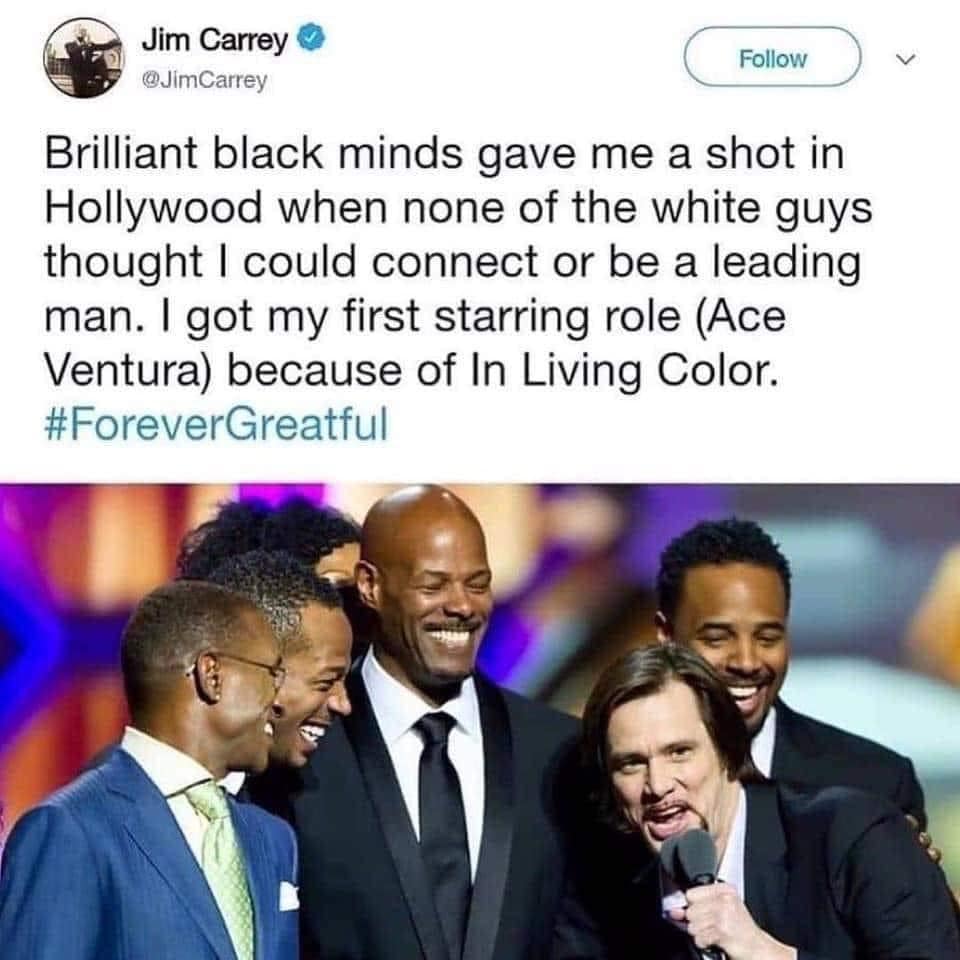 Jim Carrey
@JimCarrey
Follow
Brilliant black minds gave me a shot in
Hollywood when none of the white guys
thought I could connect or be a leading
man. I got my first starring role (Ace
Ventura) because of In Living Color.
#ForeverGreatful